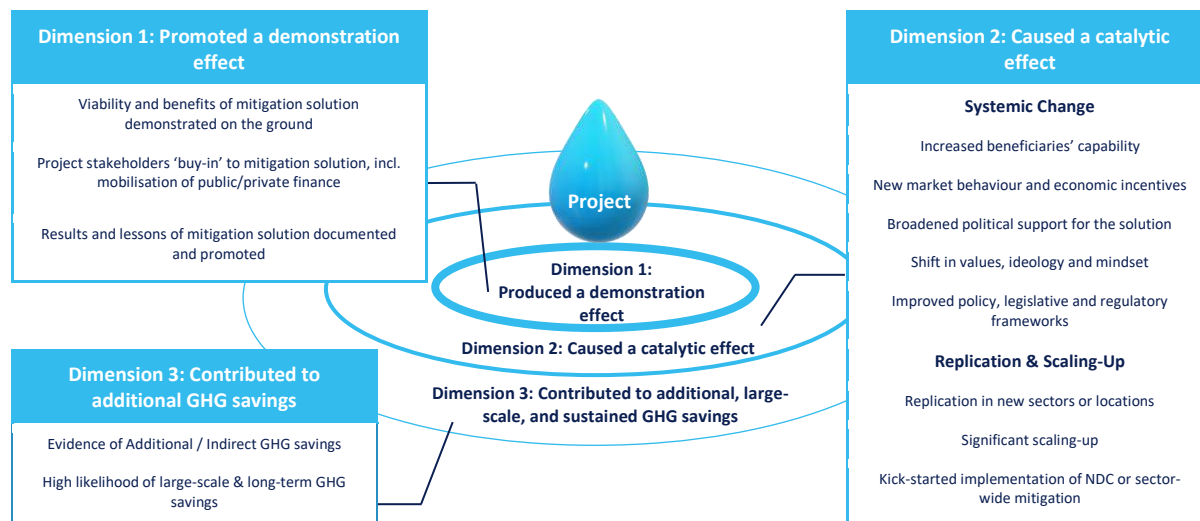 Dimension 1: Promoted a demonstration
effect
Viability and benefits of mitigation solution
demonstrated on the ground
Project stakeholders ‘buy-in’ to mitigation solution, incl.
mobilisation of public/private finance
Results and lessons of mitigation solution documented
and promoted
Project
Dimension 1:
Produced a demonstration
effect
Dimension 2: Caused a catalytic effect
Dimension 3: Contributed to additional, large-
scale, and sustained GHG savings
Dimension 2: Caused a catalytic
effect
Systemic Change
Increased beneficiaries’ capability
New market behaviour and economic incentives
Broadened political support for the solution
Shift in values, ideology and mindset
Improved policy, legislative and regulatory
frameworks
Replication & Scaling-Up
Replication in new sectors or locations
Significant scaling-up
Kick-started implementation of NDC or sector-
wide mitigation
Dimension 3: Contributed to
additional GHG savings
Evidence of Additional / Indirect GHG savings
High likelihood of large-scale & long-term GHG
savings